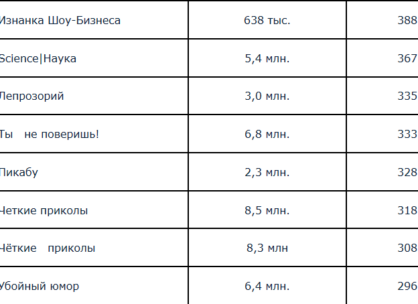 Изнанка Шоу-Бизнеса 638 тыс. 388
Science|Наука 5,4 млн. 367
Лепрозорий 3,0 млн. 335
Ты не поверишь! 6,8 млн. 333
Пикабу 2,3 млн. 328
Четкие приколы 8,5 млн. 318
Чёткие приколы 8,3 млн 308
Убойный юмор 6,4 млн. 296